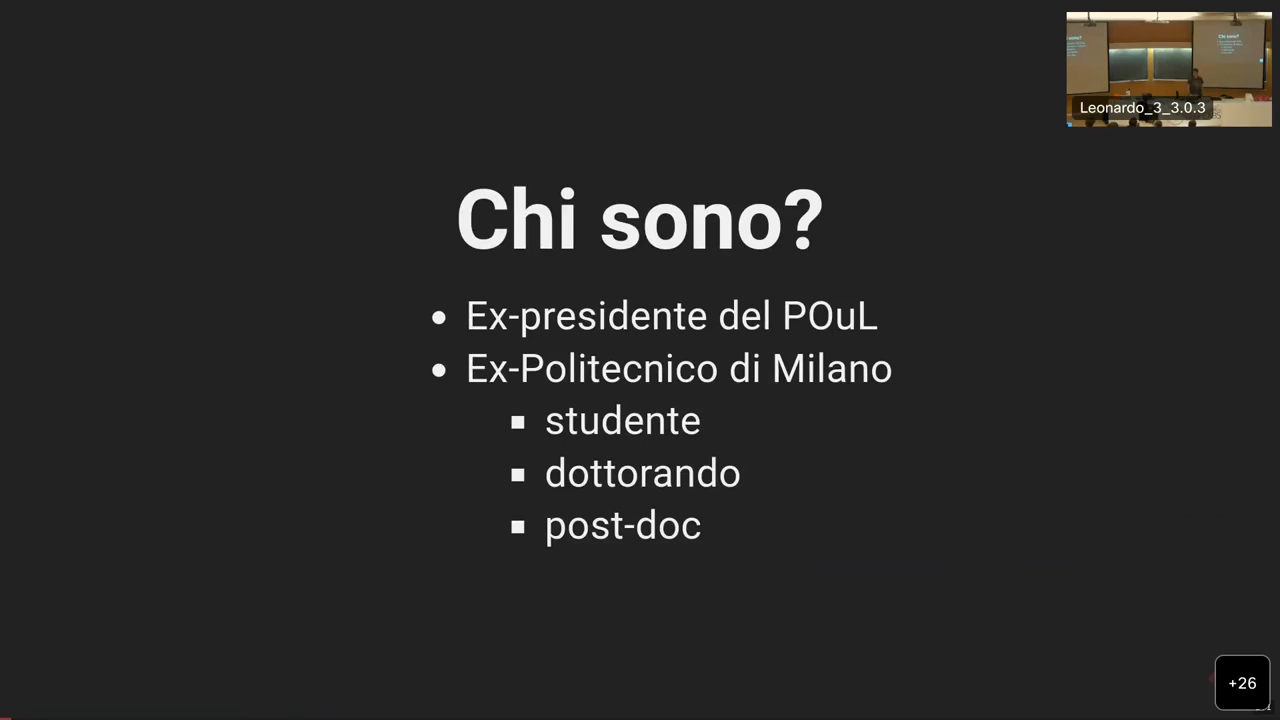 Leonardo_3_3.0.3
Chi sono?
Ex-presidente del POuL
Ex-Politecnico di Milano
studente
dottorando
post-doc
+26